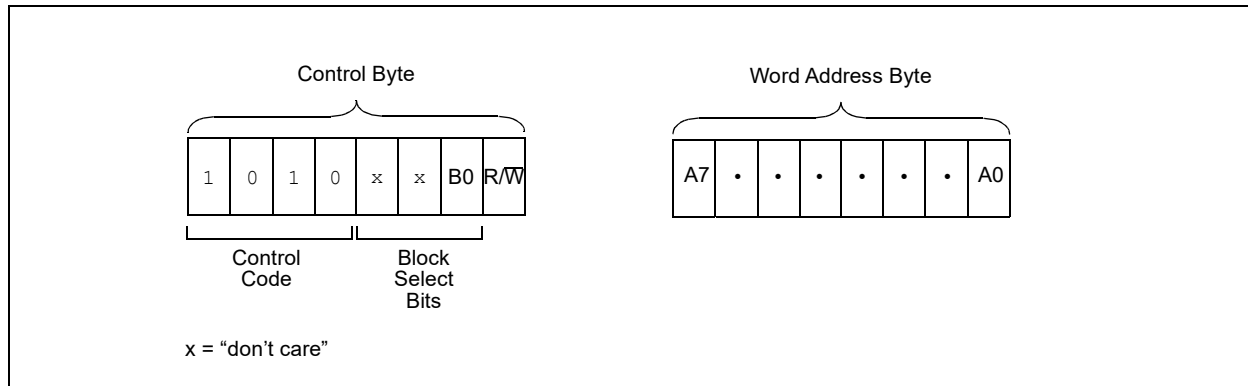 Control Byte
Word Address Byte
1 0 1 0 x x B0 R/W̅
A7 • • • • • • A0
Control
Code
Block
Select
Bits
x = “don’t care”